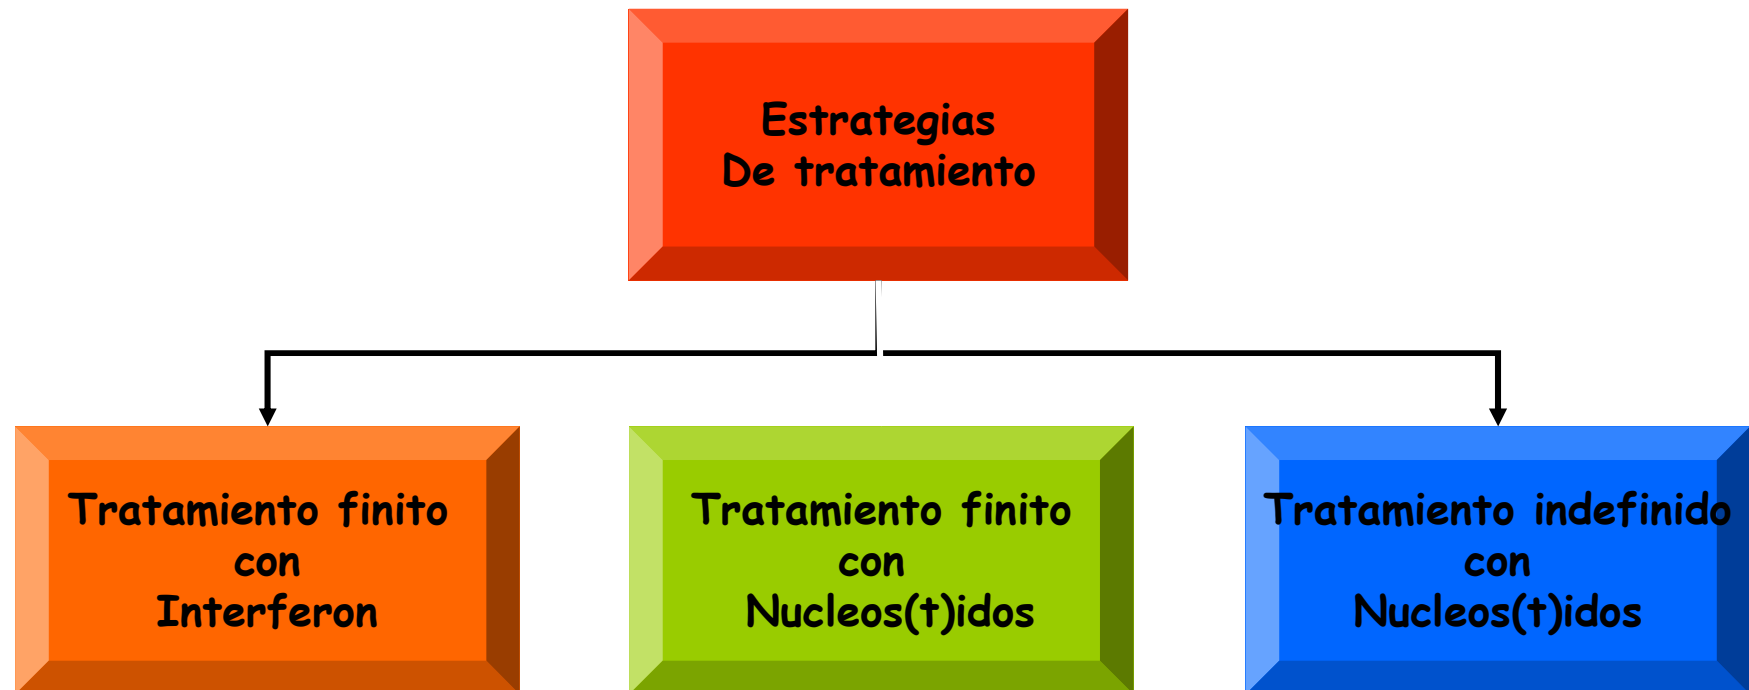 Estrategias
De tratamiento
Tratamiento finito
con
Interferon
Tratamiento finito
con
Nucleos(t)idos
Tratamiento indefinido
con
Nucleos(t)idos